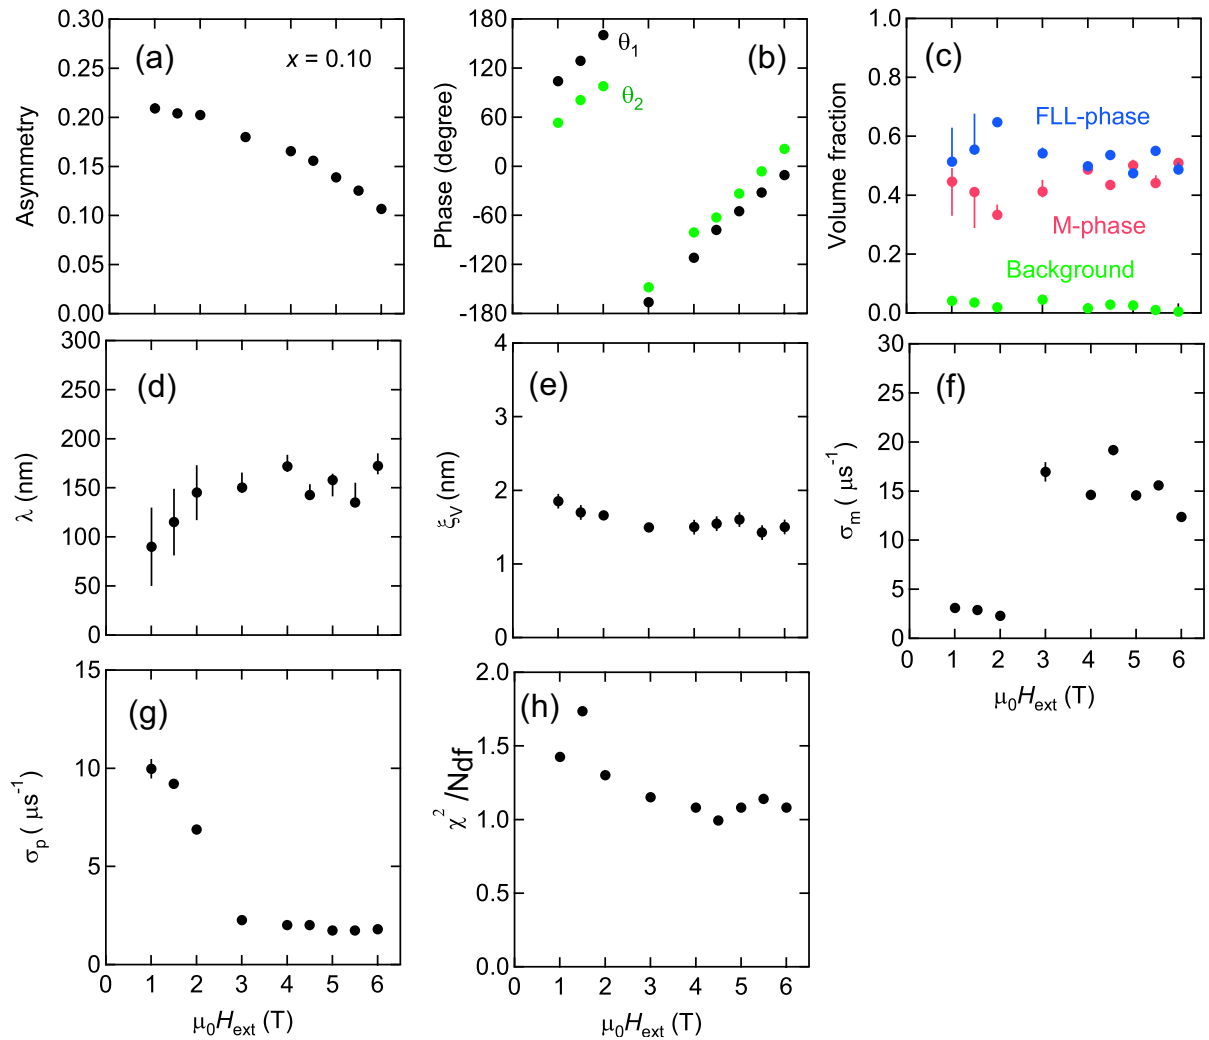 (a)
x = 0.10
Asymmetry
0.30
0.25
0.20
0.15
0.10
0.05
0.00
(b)
θ1
θ2
Phase (degree)
180
120
60
0
-60
-120
-180
(c)
FLL-phase
M-phase
Background
Volume fraction
1.0
0.8
0.6
0.4
0.2
0.0
(d)
λ (nm)
300
250
200
150
100
50
0
(e)
ξV (nm)
4
3
2
1
0
(f)
σm ( μs-1)
30
25
20
15
10
5
0
0 1 2 3 4 5 6
μ0Hext (T)
(g)
σp ( μs-1)
15
10
5
0
0 1 2 3 4 5 6
μ0Hext (T)
(h)
χ2 /Ndf
2.0
1.5
1.0
0.5
0.0
0 1 2 3 4 5 6
μ0Hext (T)